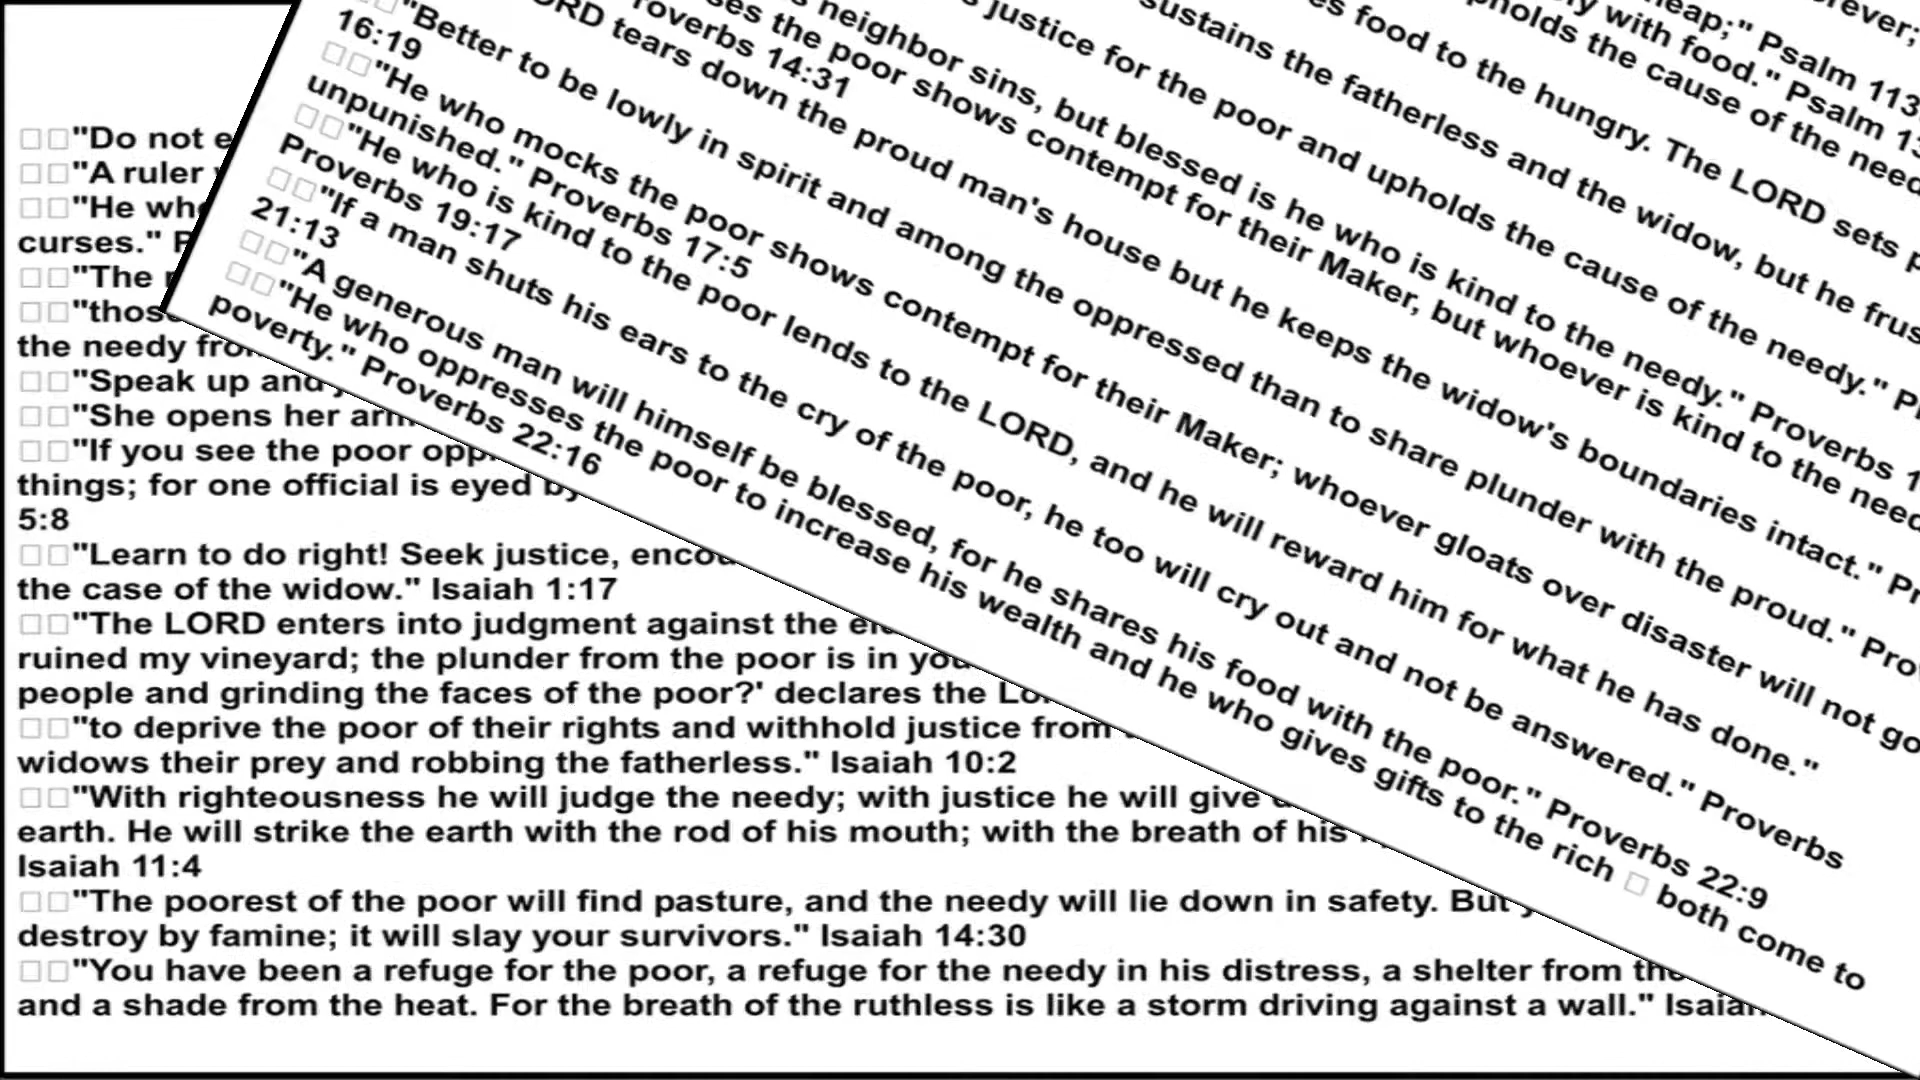 heap;" Psalm 113
with food." Psalm
holds the cause of the
food to the hungry. The LORD sets
sustains the fatherless and the widow, but he
justice for the poor and upholds the cause of the needy."
neighbor sins, but blessed is he who is kind to the needy." Proverbs
the poor shows contempt for their Maker, but whoever is kind to the
14:31
tears down the proud man's house but he keeps the widow's boundaries intact."
"Better to be lowly in spirit and among the oppressed than to share plunder with the proud."
16:19
"He who mocks the poor shows contempt for their Maker; whoever gloats over disaster will not go
unpunished." Proverbs 17:5
"He who is kind to the poor lends to the LORD, and he will reward him for what he has done."
Proverbs 19:17
"If a man shuts his ears to the cry of the poor, he too will cry out and not be answered." Proverbs
21:13
"A generous man will himself be blessed, for he shares his food with the poor." Proverbs 22:9
"He who oppresses the poor to increase his wealth and he who gives gifts to the rich □ both come to
poverty." Proverbs 22:16
"Do not
"A ruler
"He
curses."
"The
the needy
"Speak up and
"She opens her
"If you see the poor
things; for one official is eyed by
5:8
"Learn to do right! Seek justice,
the case of the widow." Isaiah 1:17
"The LORD enters into judgment against the
ruined my vineyard; the plunder from the poor is in
people and grinding the faces of the poor?' declares the
"to deprive the poor of their rights and withhold justice from
widows their prey and robbing the fatherless." Isaiah 10:2
"With righteousness he will judge the needy; with justice he will give
earth. He will strike the earth with the rod of his mouth; with the breath of his
Isaiah 11:4
"The poorest of the poor will find pasture, and the needy will lie down in safety. But
destroy by famine; it will slay your survivors." Isaiah 14:30
"You have been a refuge for the poor, a refuge for the needy in his distress, a shelter from the
and a shade from the heat. For the breath of the ruthless is like a storm driving against a wall." Isaiah